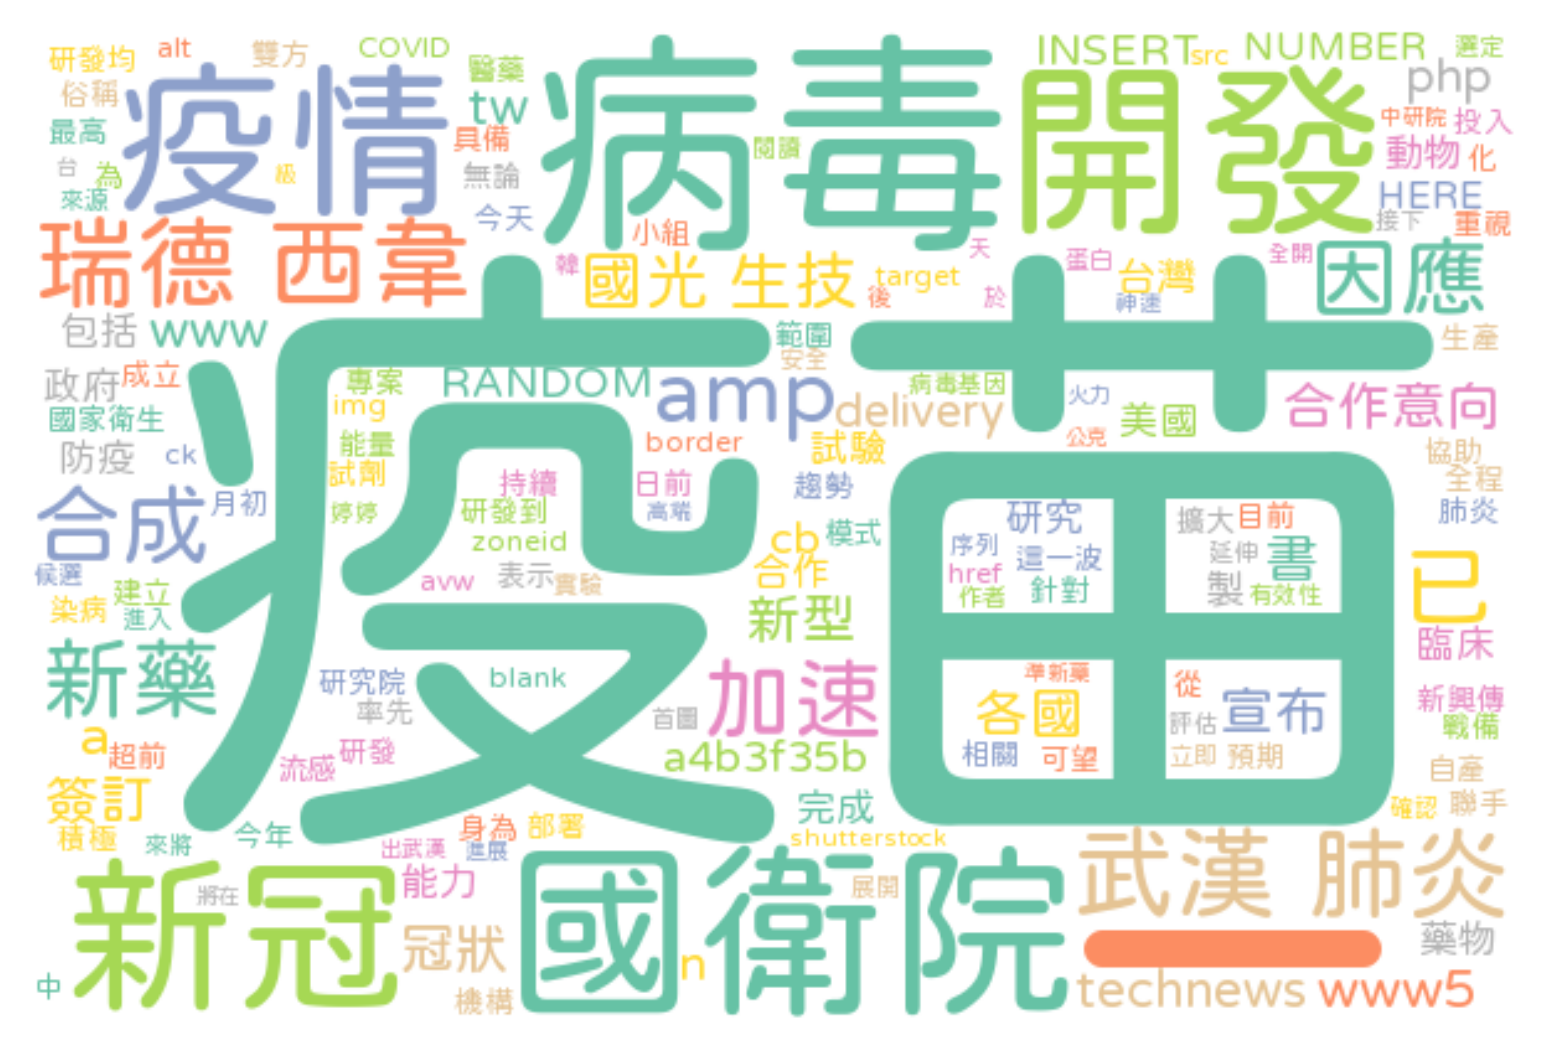 研發均 alt 雙方 COVID 醫藥 INSERT src NUMBER 選定
俗稱 疫情 tw 病毒 開發 php
最高 具備 閱讀 中研院 投入
台 為 級 無論 動物 化
來源 今天 小組 HERE 接下 重視
瑞德 西韋 韓 國光 生技 target 後 天 於 蛋白 台灣 神速 全開 因應
包括 www 範圍 安全 生產
政府 成立 專案 RANDOM amp delivery 病毒基因 火力 合作意向
國家衛生 img 能量 border 試驗 公克 美國
防疫 ck 試劑 持續 日前 趨勢 協助 全程
合成 月初 婷婷 研發到 高端 研究 擴大 目前 肺炎
疫苗
候選 zoneid cb 模式 序列 這一波 延伸 書 已
染病 建立 進入 avw 表示 實驗 合作 href 作者 針對 製 有效性
新型 臨床
新藥 研究院 blank 加速 準新藥 從 新興傳
率先 首圖 各國 評估 宣布 戰備
a 超前 流感 研發 a4b3f35b 相關 可望 立即 預期 自產
簽訂 完成 確認 聯手
積極 來將 今年 身為 部署 shutterstock
出武漢 進展 武漢 肺炎
新冠 將在 能力 國衛院 展開
冠狀 n 藥物
中 機構 technews www5